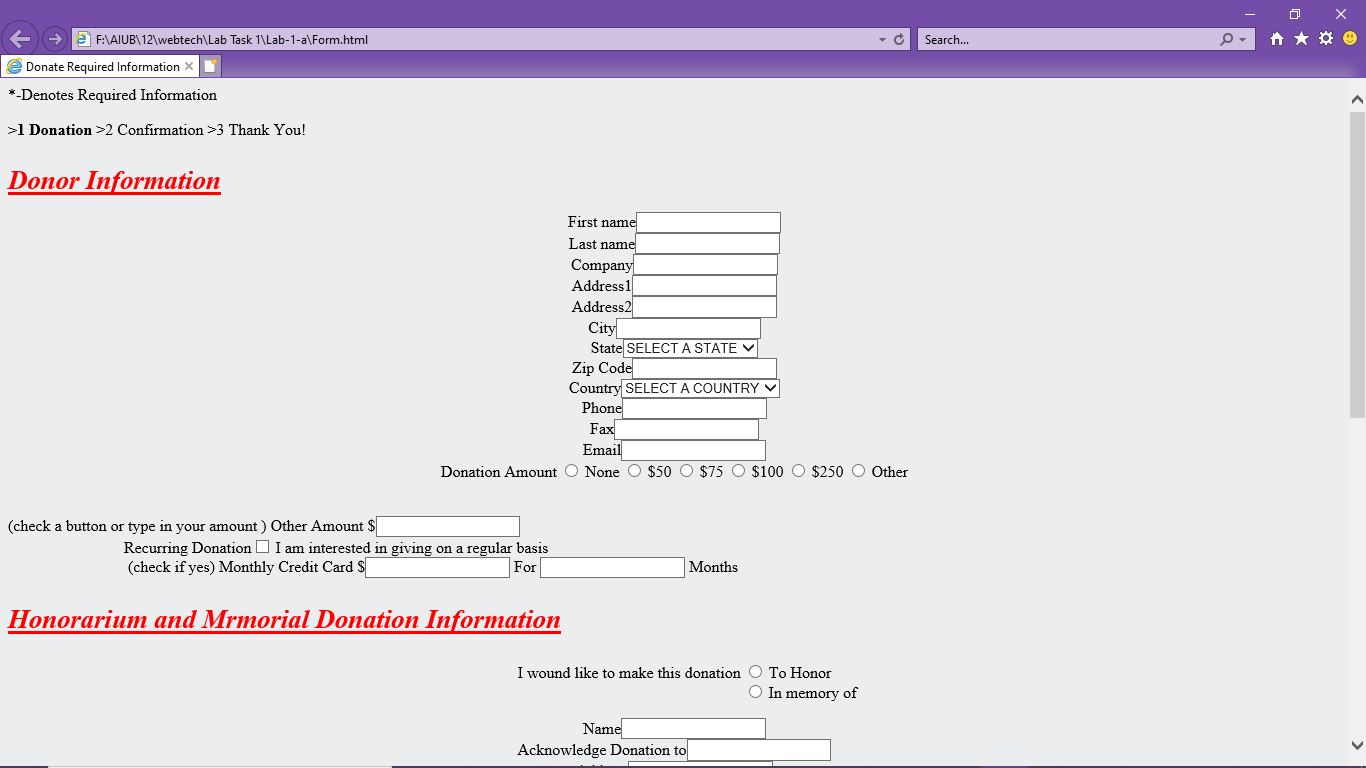 F:\AIUB\12\webtech\Lab Task 1\Lab-1-a\Form.html
Search...
Donate Required Information
*-Denotes Required Information
>1 Donation >2 Confirmation >3 Thank You!
Donor Information
First name
Last name
Company
Address1
Address2
City
State SELECT A STATE
Zip Code
Country SELECT A COUNTRY
Phone
Fax
Email
Donation Amount None $50 $75 $100 $250 Other
(check a button or type in your amount ) Other Amount $
Recurring Donation I am interested in giving on a regular basis
(check if yes) Monthly Credit Card $ For Months
Honorarium and Mrmorial Donation Information
I wound like to make this donation To Honor
In memory of
Name
Acknowledge Donation to